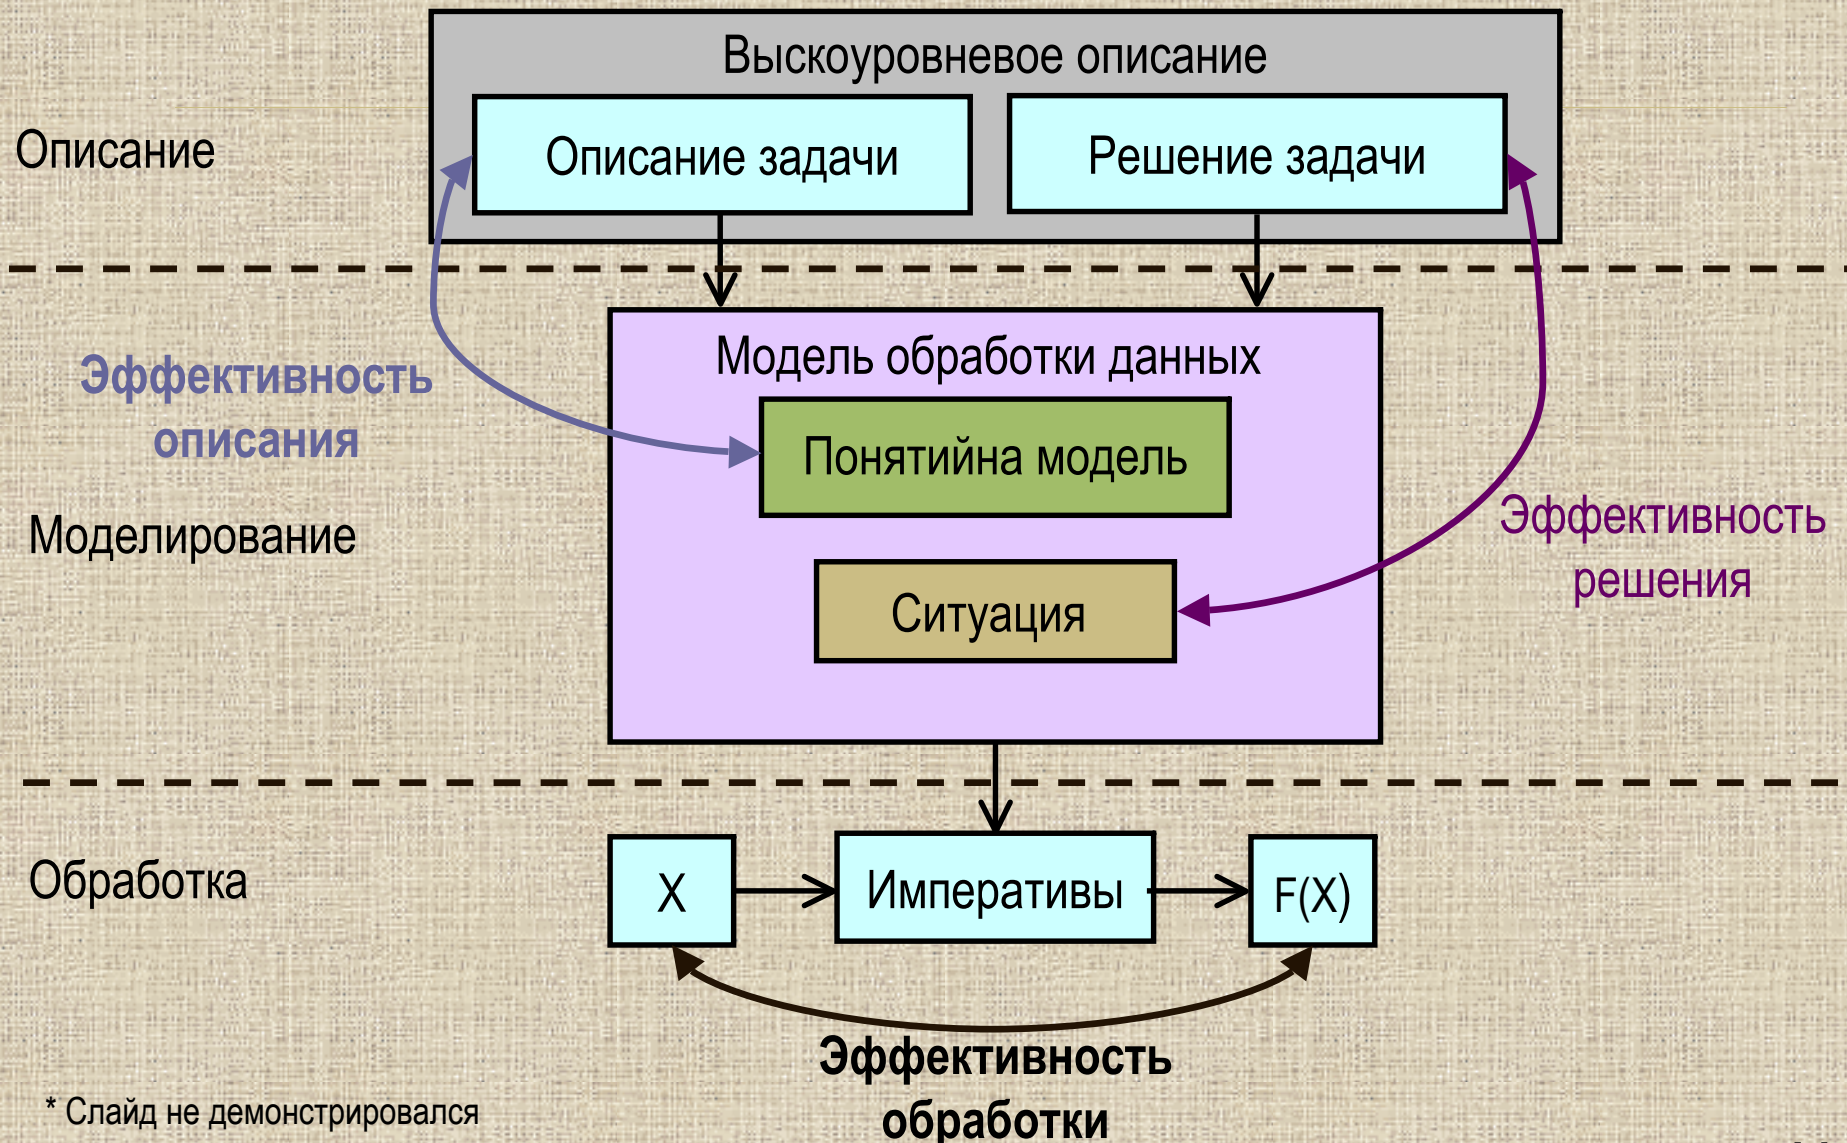 Выскоуровневое описание
Описание
Описание задачи
Решение задачи
Модель обработки данных
Эффективность
описания
Понятийна модель
Моделирование
Эффективность
решения
Ситуация
Обработка
X
Императивы
F(X)
Эффективность
обработки
* Слайд не демонстрировался